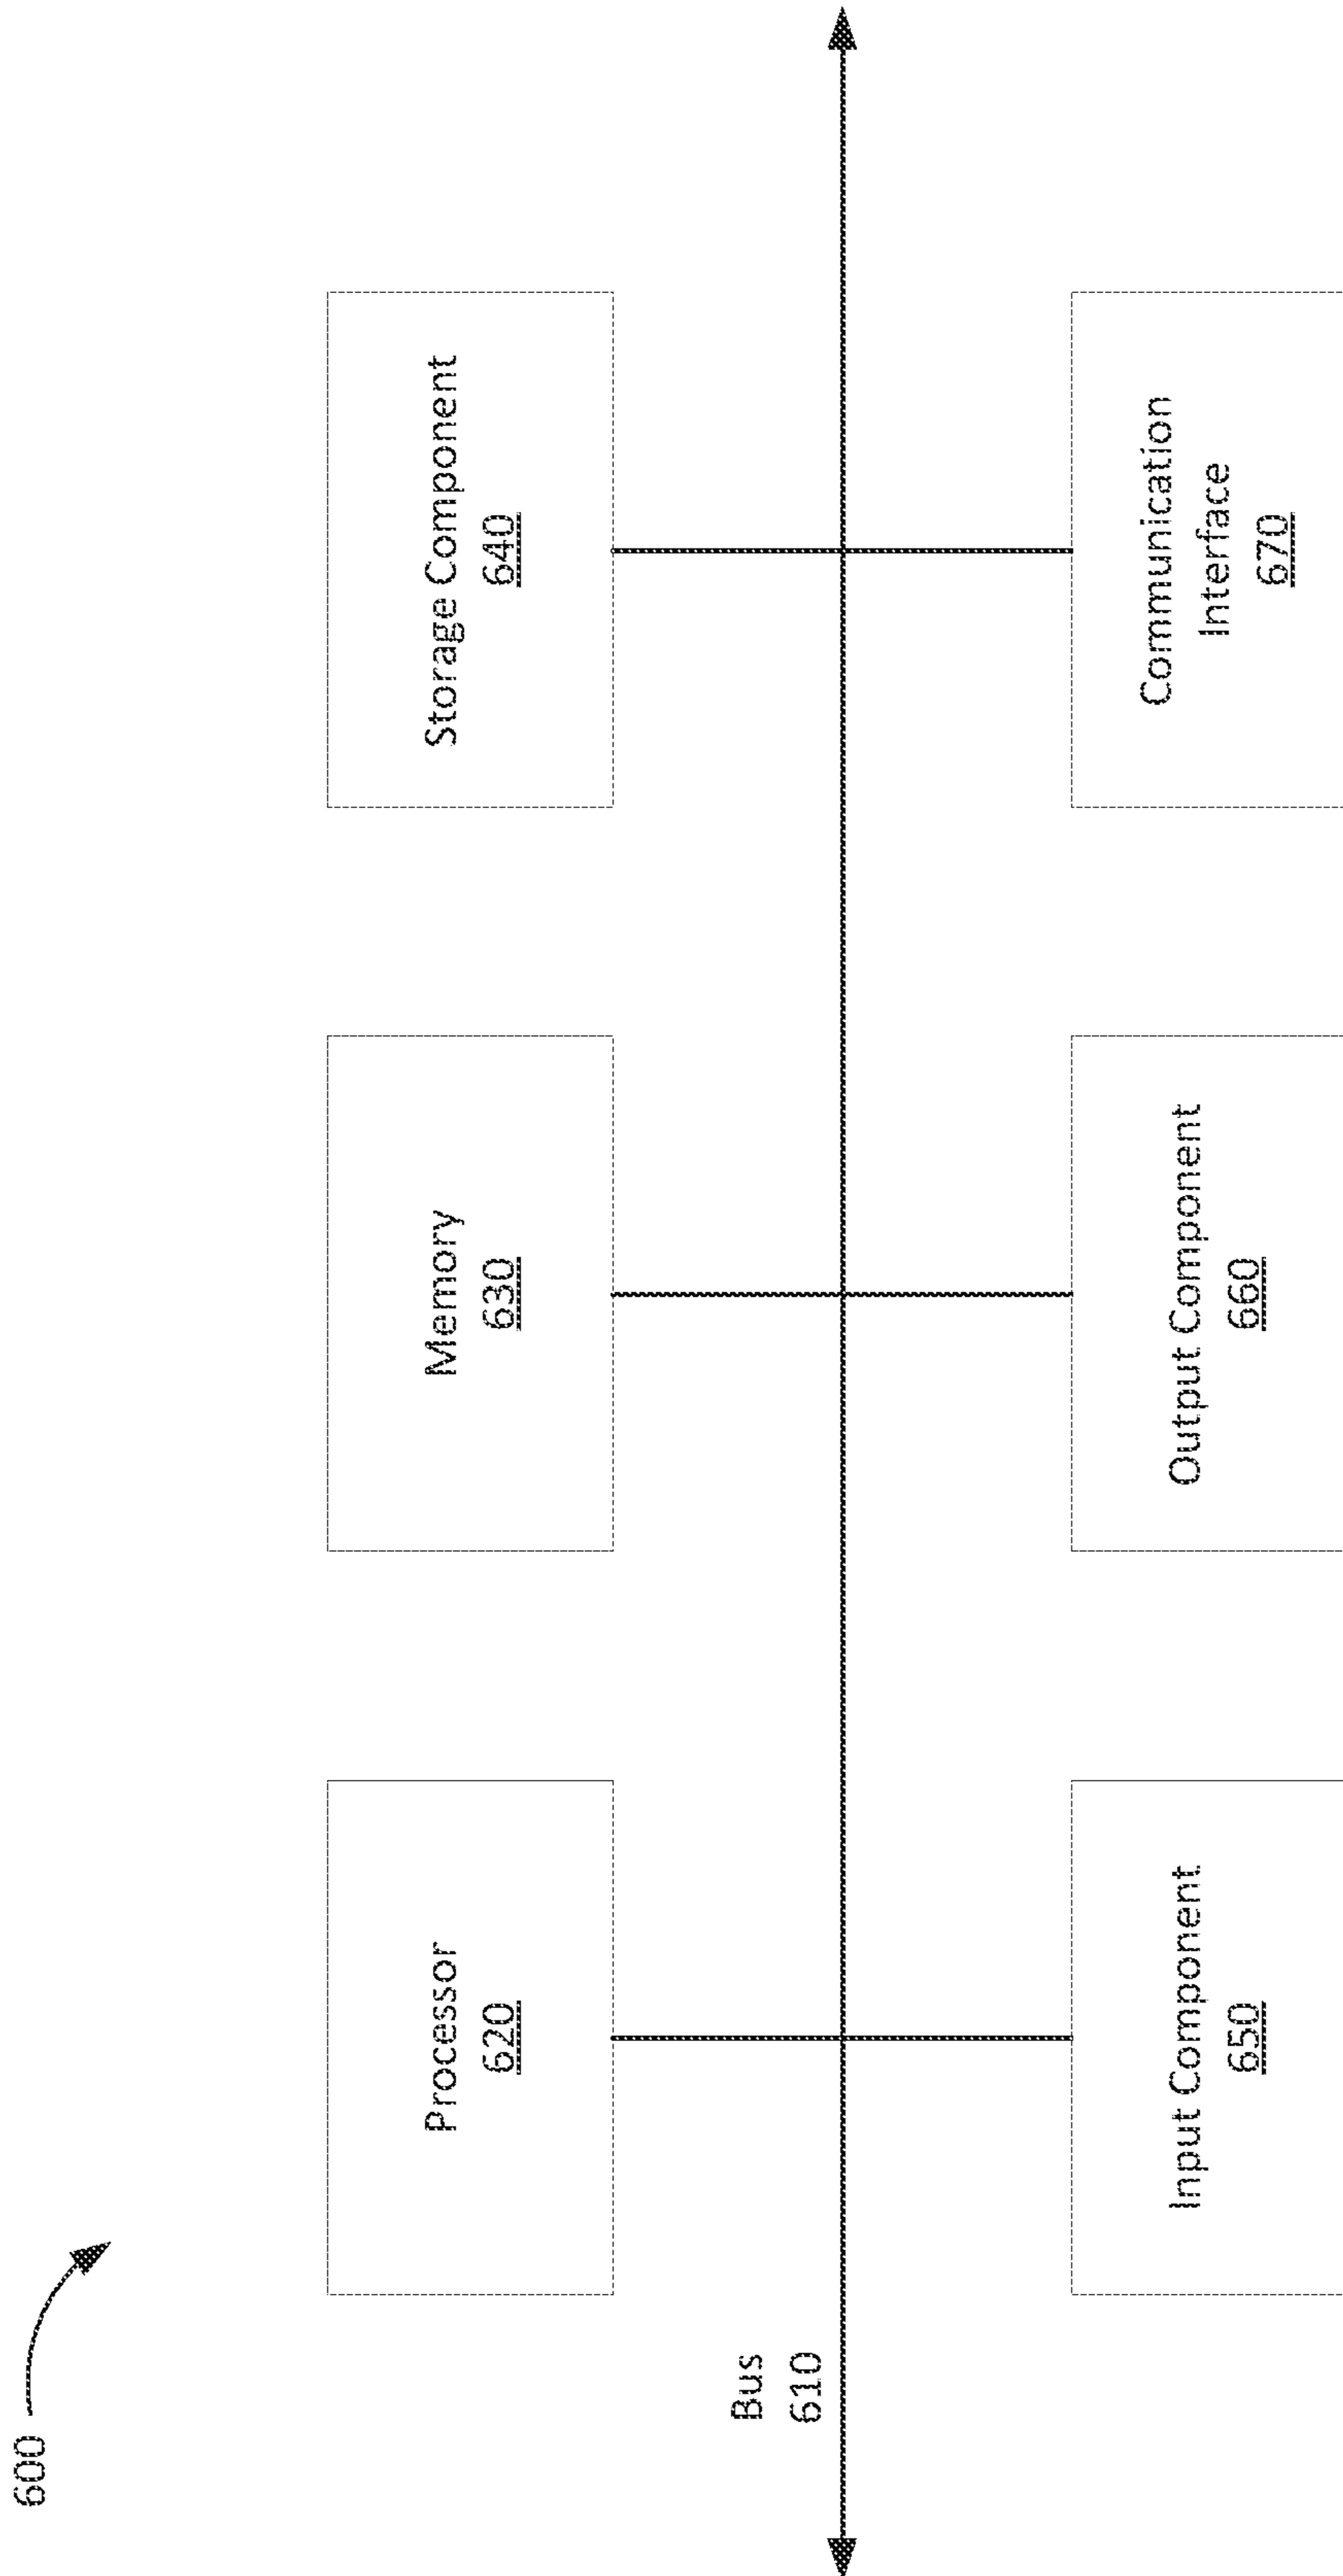 600
Processor
620
Memory
630
Storage Component
640
Bus
610
Input Component
650
Output Component
660
Communication
Interface
670